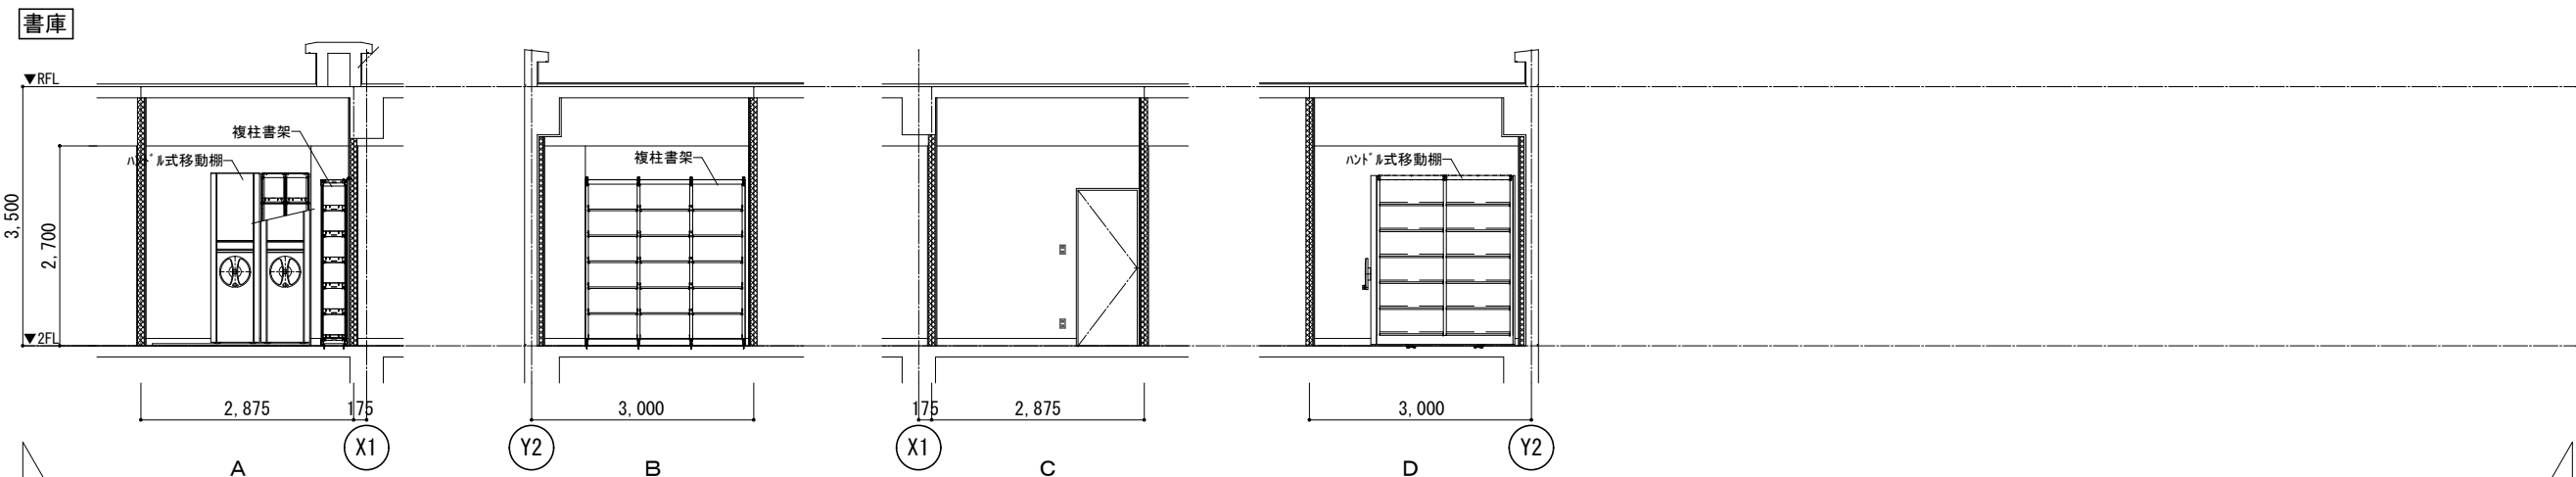 書庫
▼RFL
複柱書架
ﾊﾝﾄﾞﾙ式移動棚
複柱書架
ﾊﾝﾄﾞﾙ式移動棚
3,500
2,700
▼2FL
2,875
175
3,000
175
2,875
3,000
X1
Y2
X1
Y2
A
B
C
D